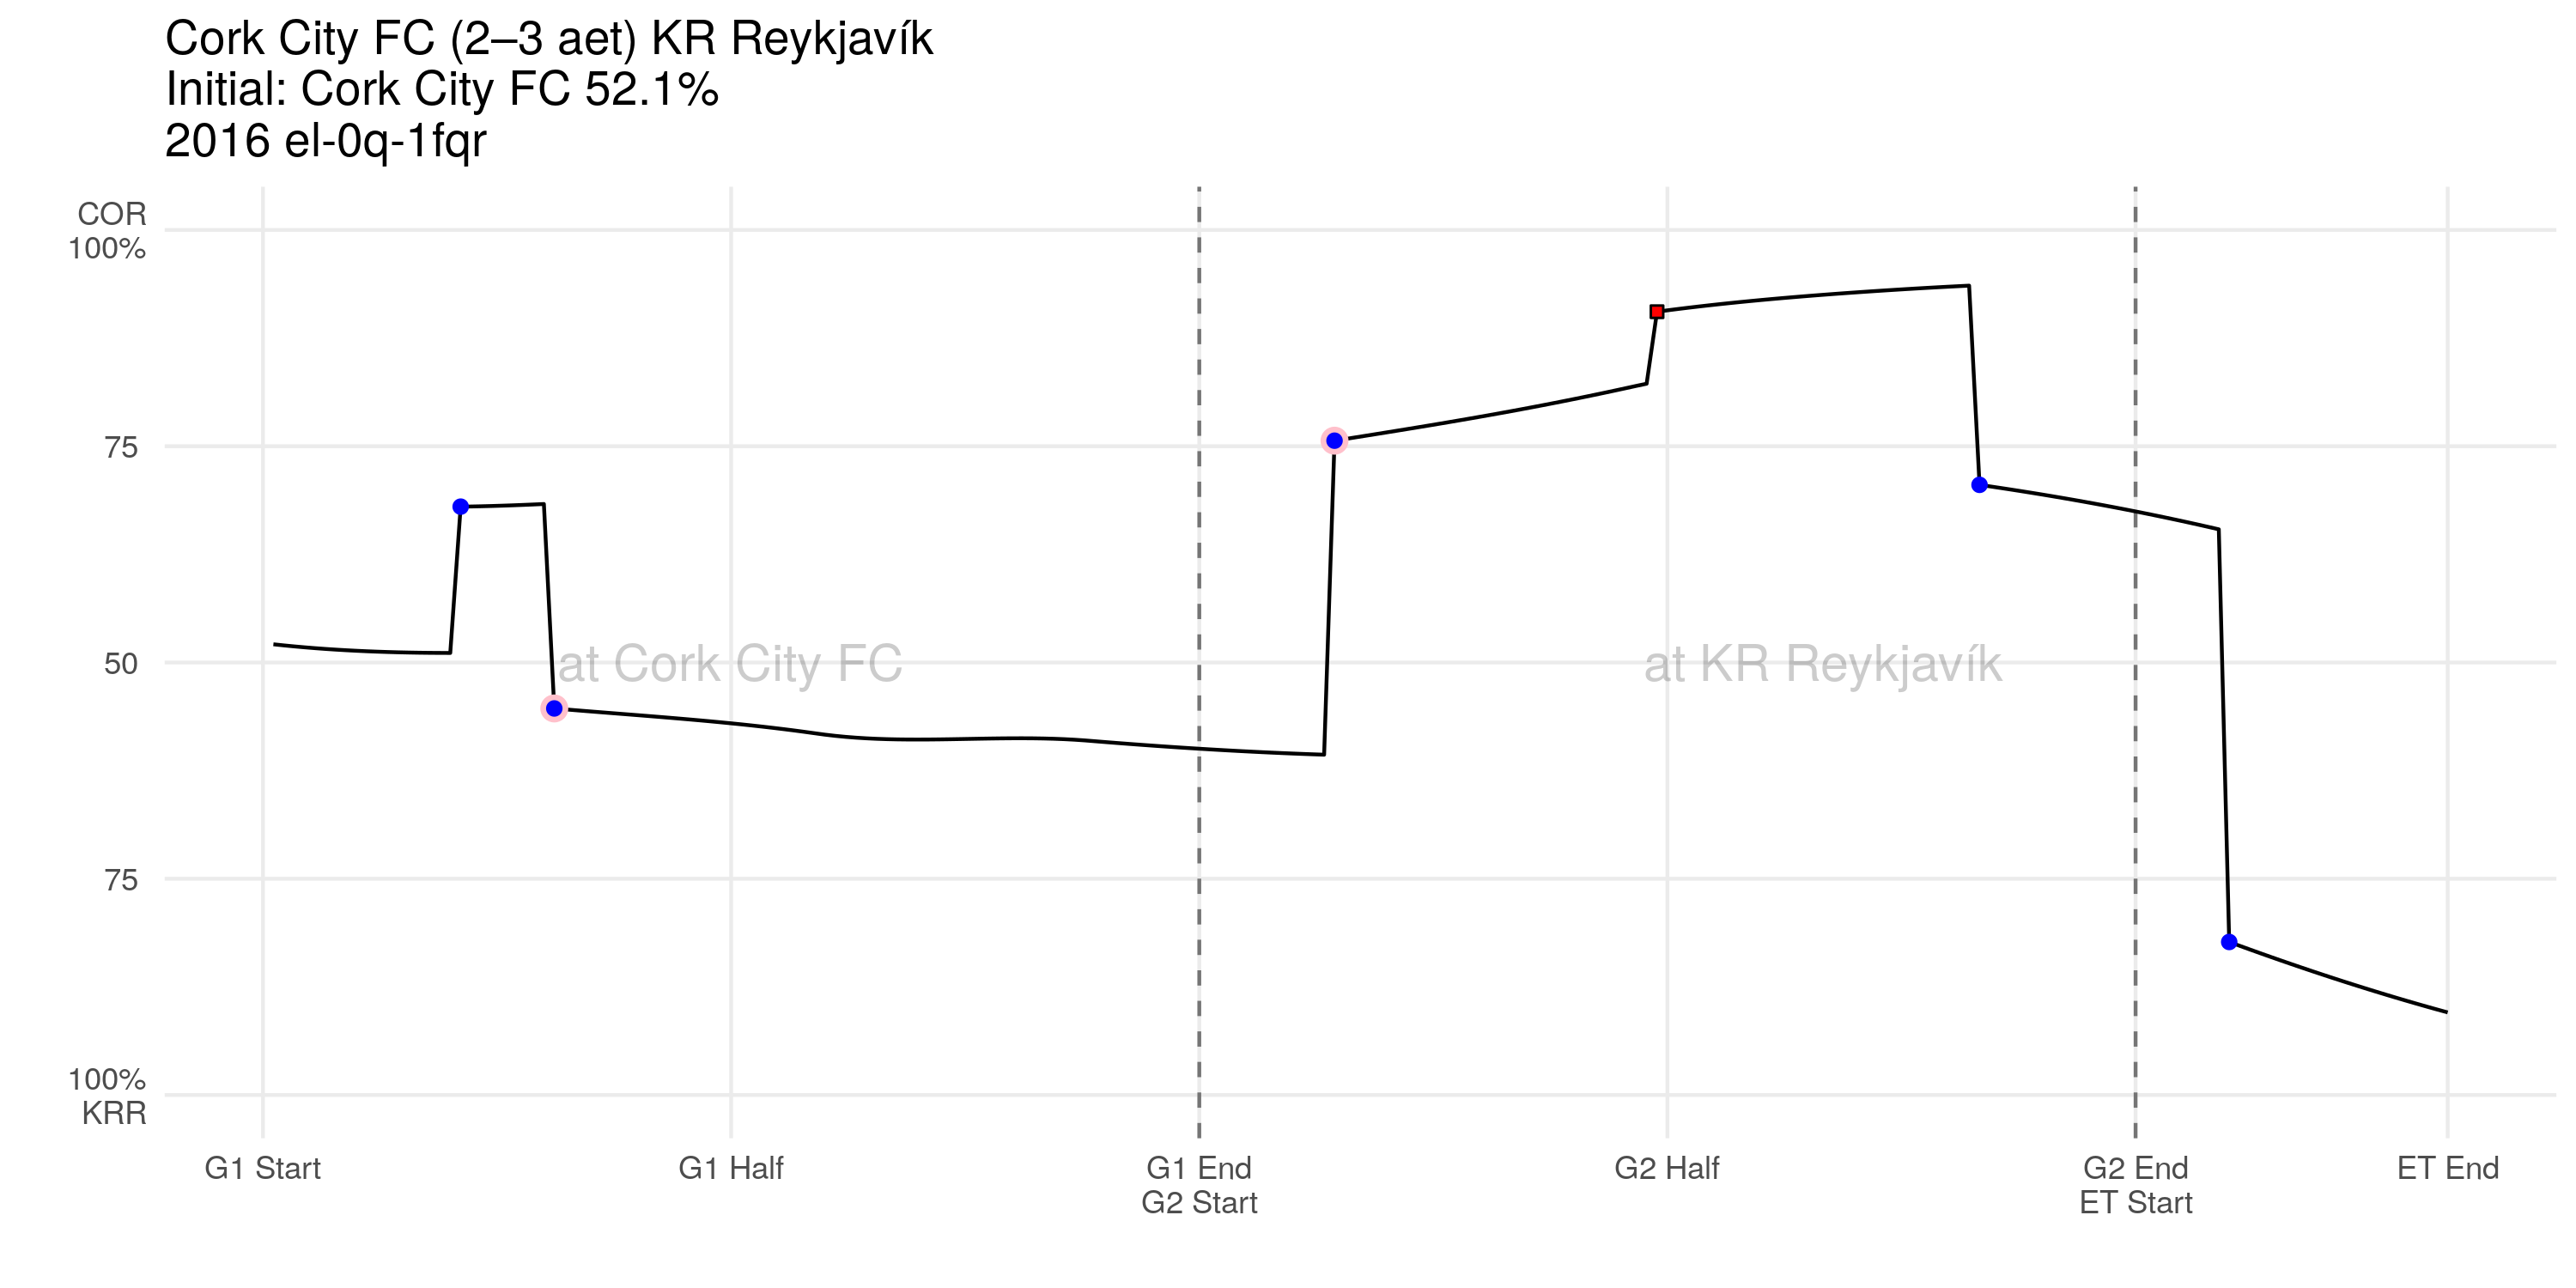 Cork City FC (2–3 aet) KR Reykjavík
Initial: Cork City FC 52.1%
2016 el-0q-1fqr
COR
100%
75
50
75
100%
KRR
at Cork City FC
at KR Reykjavík
G1 Start
G1 Half
G1 End
G2 Start
G2 Half
G2 End
ET Start
ET End